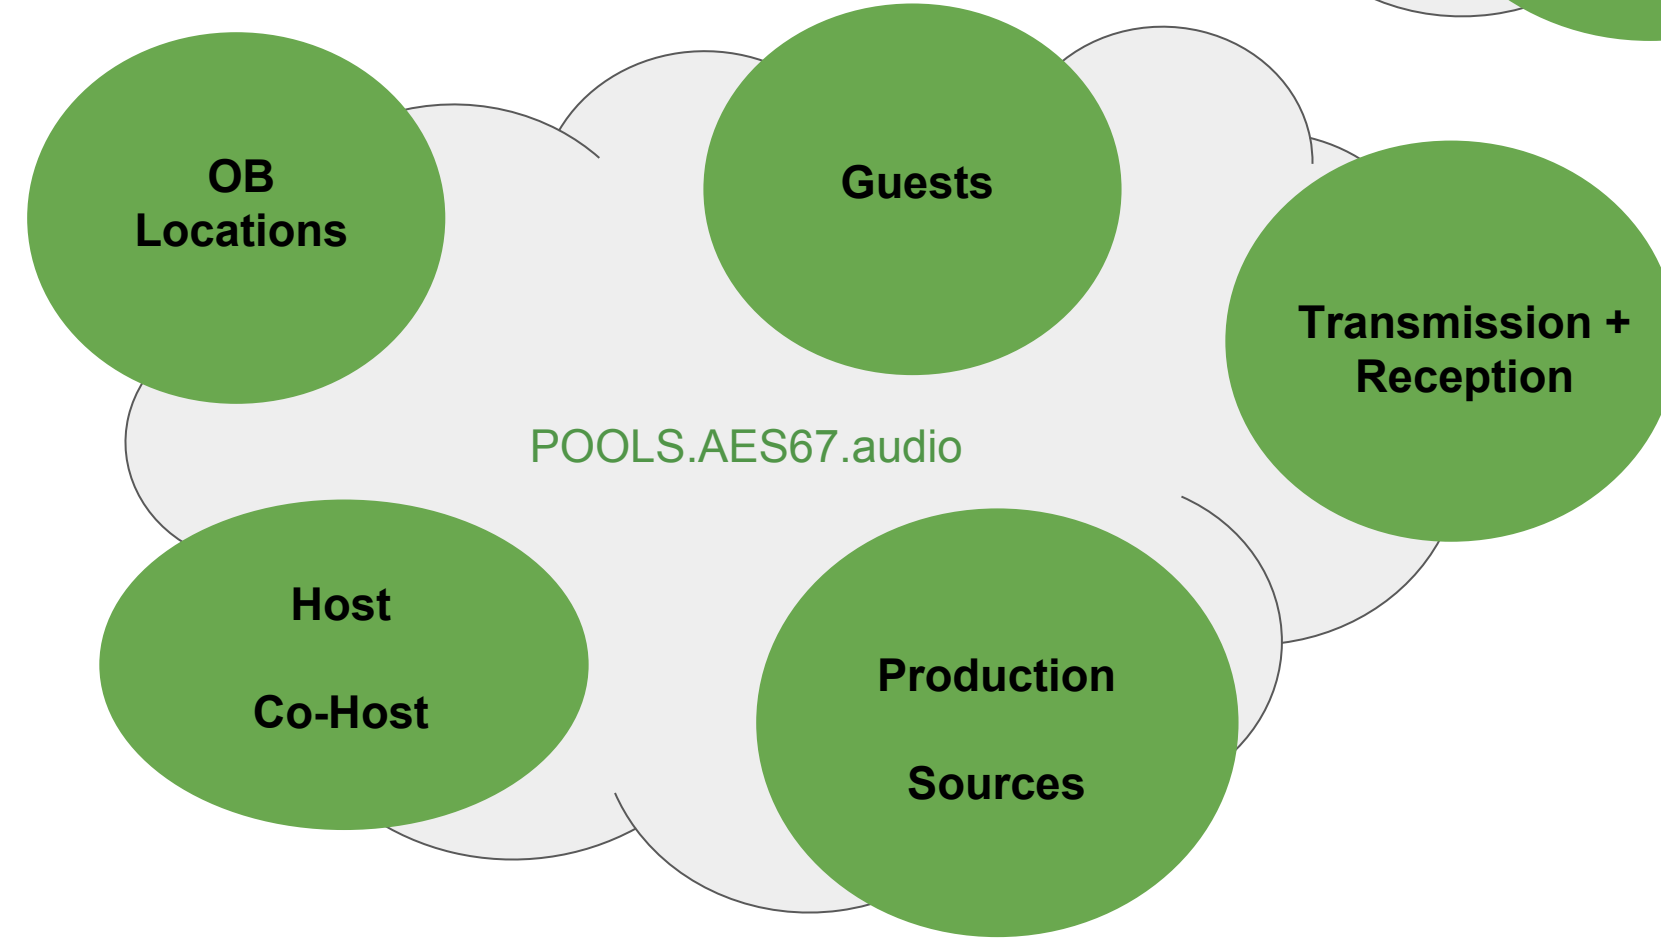 OB
Locations
Guests
Transmission +
Reception
POOLS.AES67.audio
Host
Co-Host
Production
Sources